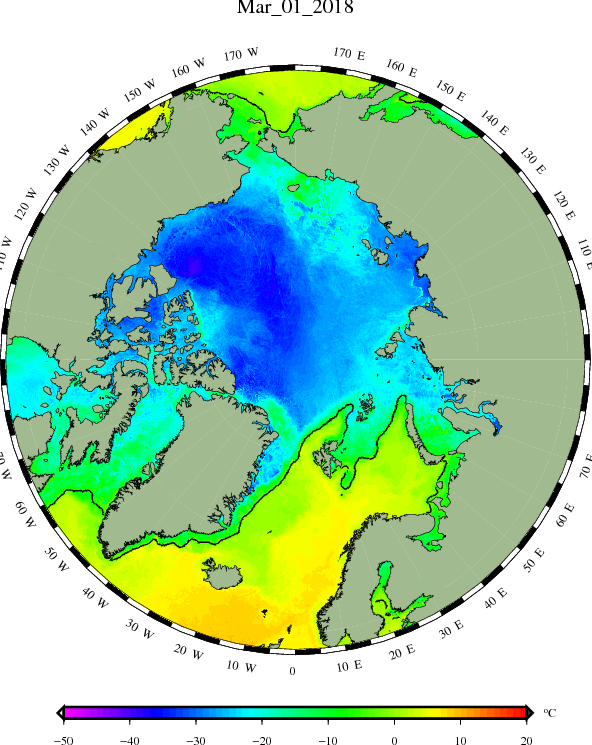 Mar_01_2018
170 W
170 E
160 W
160 E
150 W
150 E
140 W
140 E
130 W
130 E
120 W
120 E
110 E
70 E
60 W
60 E
50 W
50 E
40 W
40 E
30 W
30 E
20 W
20 E
10 W
10 E
0
°C
−50
−40
−30
−20
−10
0
10
20